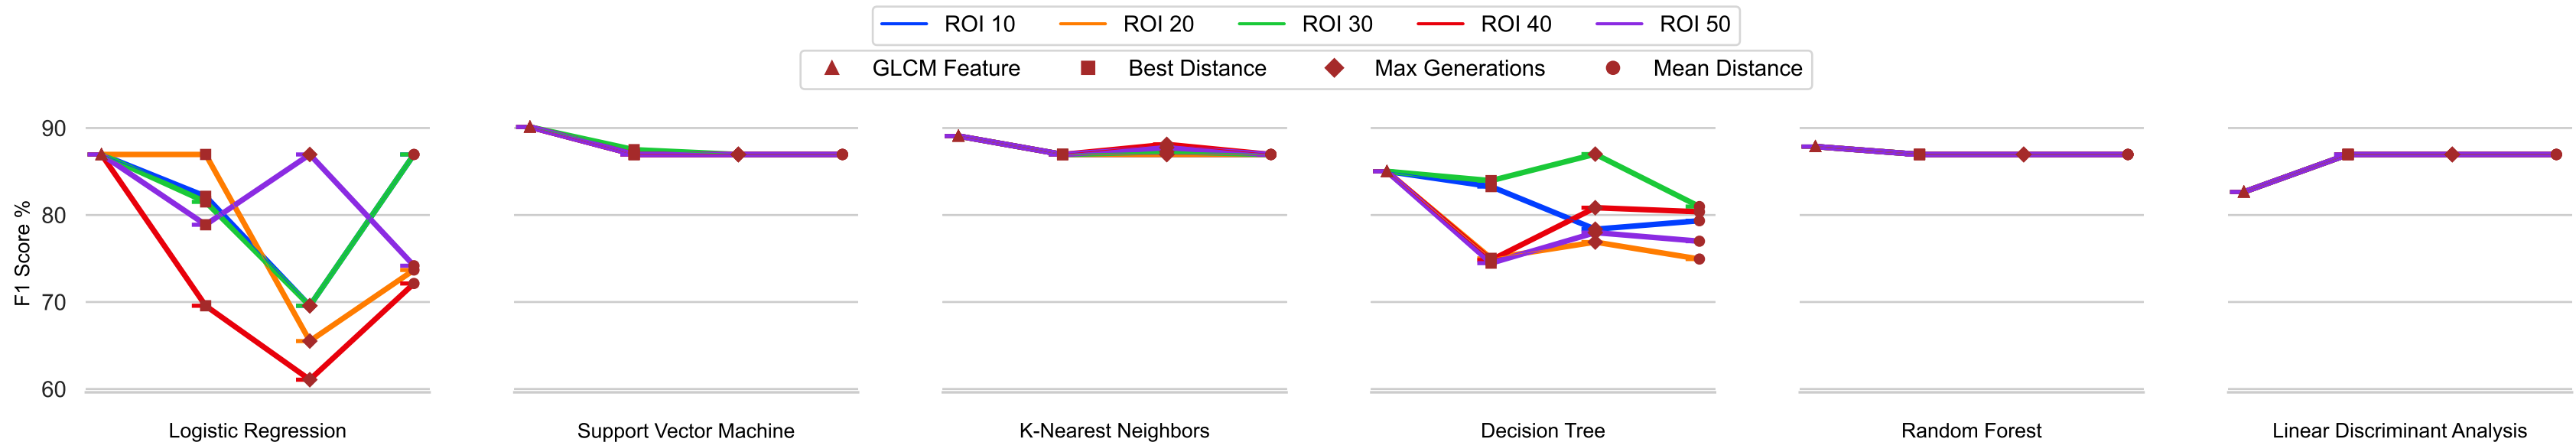 ROI 10 ROI 20 ROI 30 ROI 40 ROI 50
GLCM Feature Best Distance Max Generations Mean Distance
F1 Score %
90
80
70
60
Logistic Regression Support Vector Machine K-Nearest Neighbors Decision Tree Random Forest Linear Discriminant Analysis